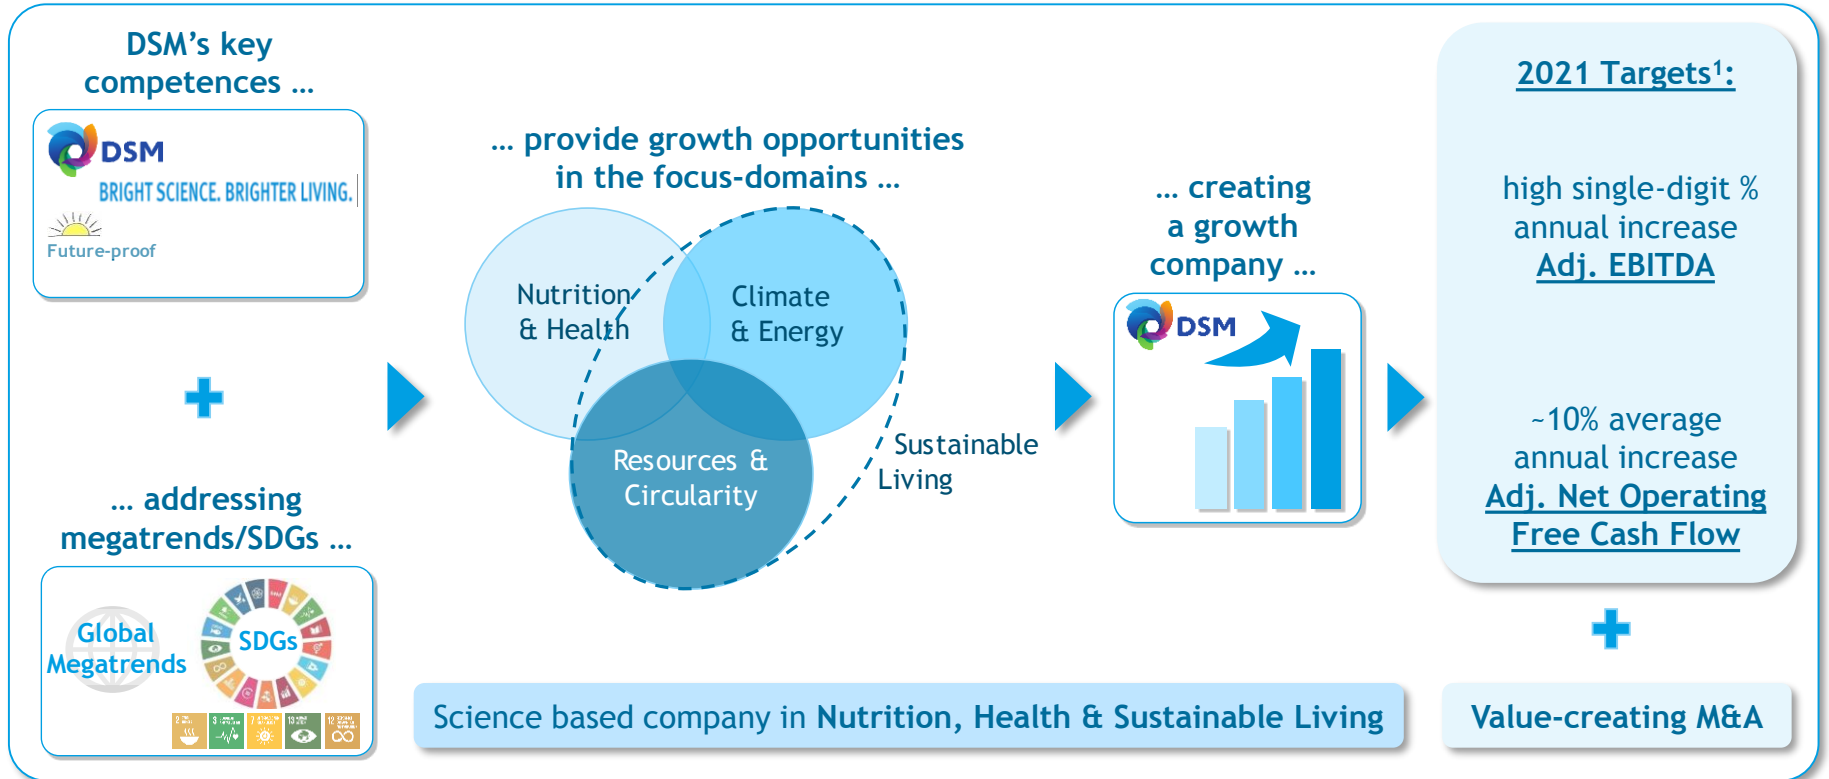 DSM's key
competences ...
DSM
BRIGHT SCIENCE. BRIGHTER LIVING.
Future-proof
... addressing
megatrends/SDGs ...
Global
Megatrends
SDGs
... provide growth opportunities
in the focus-domains ...
Nutrition
& Health
Climate
& Energy
Resources &
Circularity
Sustainable
Living
... creating
a growth
company ...
DSM
2021 Targets¹:
high single-digit %
annual increase
Adj. EBITDA
~10% average
annual increase
Adj. Net Operating
Free Cash Flow
Science based company in Nutrition, Health & Sustainable Living
Value-creating M&A